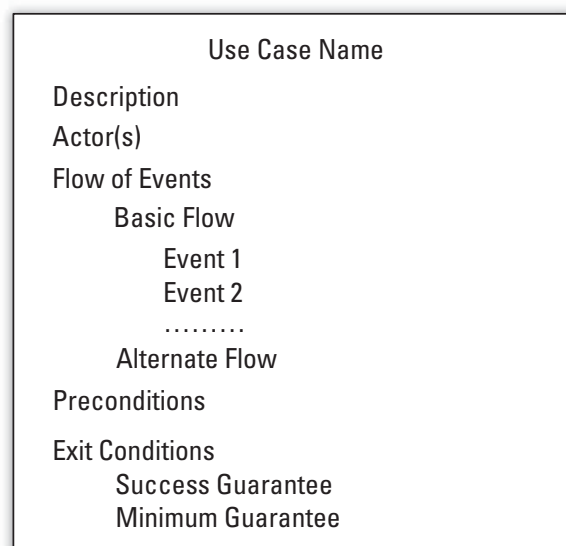 Use Case Name
Description
Actor(s)
Flow of Events
Basic Flow
Event 1
Event 2
.........
Alternate Flow
Preconditions
Exit Conditions
Success Guarantee
Minimum Guarantee